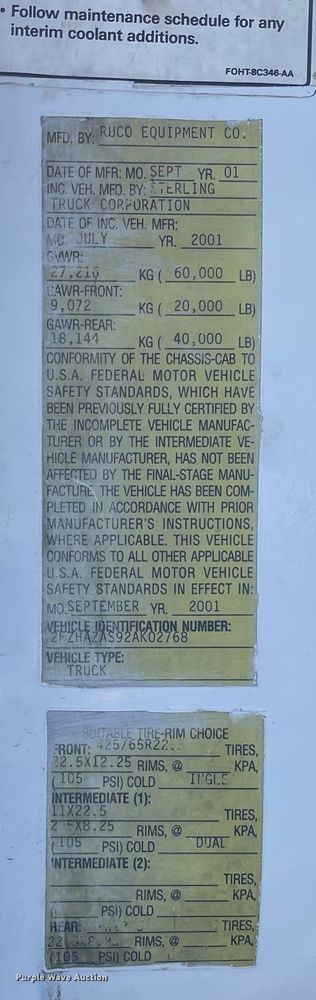 • Follow maintenance schedule for any
interim coolant additions.
FOHT-8C346-AA
MFD. BY: RUCO EQUIPMENT CO.
DATE OF MFR: MO. SEPT YR. 01
INC. VEH. MFD. BY: STERLING
TRUCK CORPORATION
DATE OF INC. VEH. MFR:
MO. JULY YR. 2001
GVWR:
27,216 KG ( 60,000 LB)
GAWR-FRONT:
9,072 KG ( 20,000 LB)
GAWR-REAR:
18,144 KG ( 40,000 LB)
CONFORMITY OF THE CHASSIS-CAB TO
U.S.A. FEDERAL MOTOR VEHICLE
SAFETY STANDARDS, WHICH HAVE
BEEN PREVIOUSLY FULLY CERTIFIED BY
THE INCOMPLETE VEHICLE MANUFAC-
TURER OR BY THE INTERMEDIATE VE-
HICLE MANUFACTURER, HAS NOT BEEN
AFFECTED BY THE FINAL-STAGE MANU-
FACTURE. THE VEHICLE HAS BEEN COM-
PLETED IN ACCORDANCE WITH PRIOR
MANUFACTURER'S INSTRUCTIONS,
WHERE APPLICABLE. THIS VEHICLE
CONFORMS TO ALL OTHER APPLICABLE
U.S.A. FEDERAL MOTOR VEHICLE
SAFETY STANDARDS IN EFFECT IN:
MO. SEPTEMBER YR. 2001
VEHICLE IDENTIFICATION NUMBER:
2FZHAZAS92AK02768
VEHICLE TYPE:
TRUCK
SUITABLE TIRE-RIM CHOICE
FRONT: 425/65R22. TIRES,
22.5X12.25 RIMS, @ KPA,
(105 PSI) COLD INGLE
INTERMEDIATE (1):
11X22.5 TIRES,
RIMS, @ KPA,
(105 PSI) COLD DUAL
INTERMEDIATE (2):
TIRES,
RIMS, @ KPA,
( PSI) COLD
REAR: TIRES,
RIMS, @ KPA,
(105 PSI) COLD
Purple Wave Auction